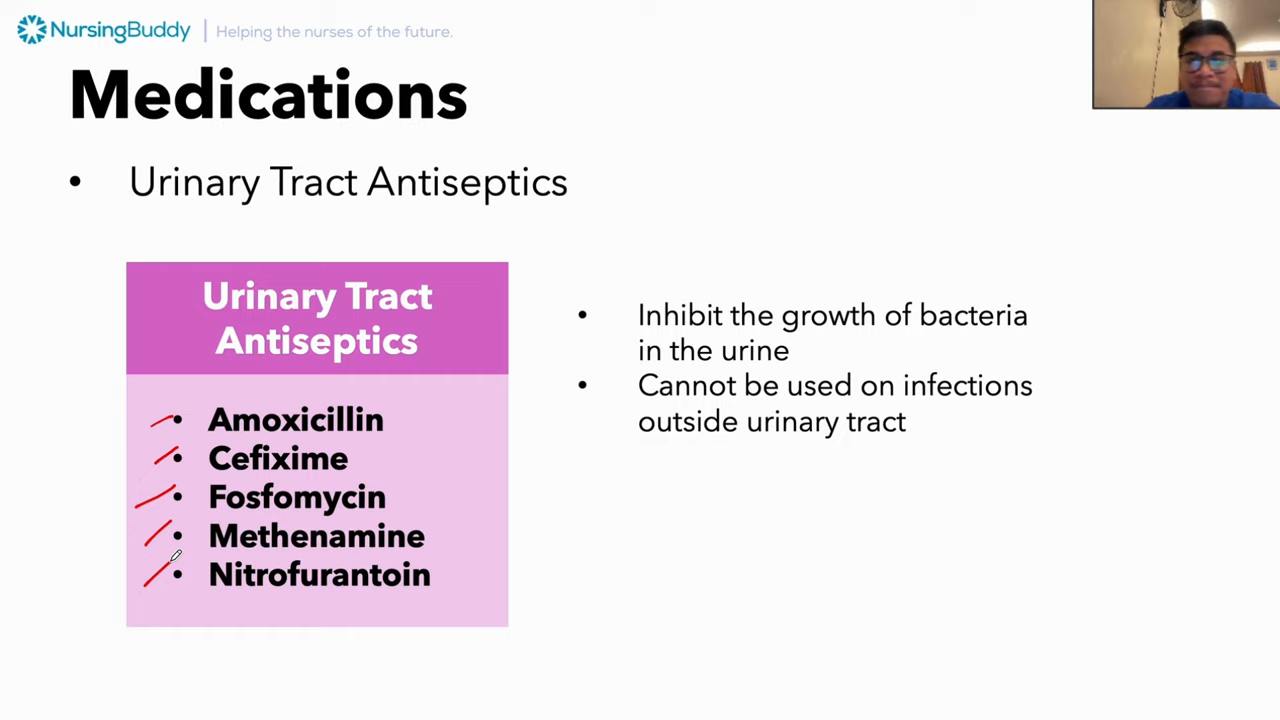 NursingBuddy | Helping the nurses of the future.
Medications
• Urinary Tract Antiseptics
Urinary Tract
Antiseptics
• Amoxicillin
• Cefixime
• Fosfomycin
• Methenamine
• Nitrofurantoin
• Inhibit the growth of bacteria
in the urine
• Cannot be used on infections
outside urinary tract